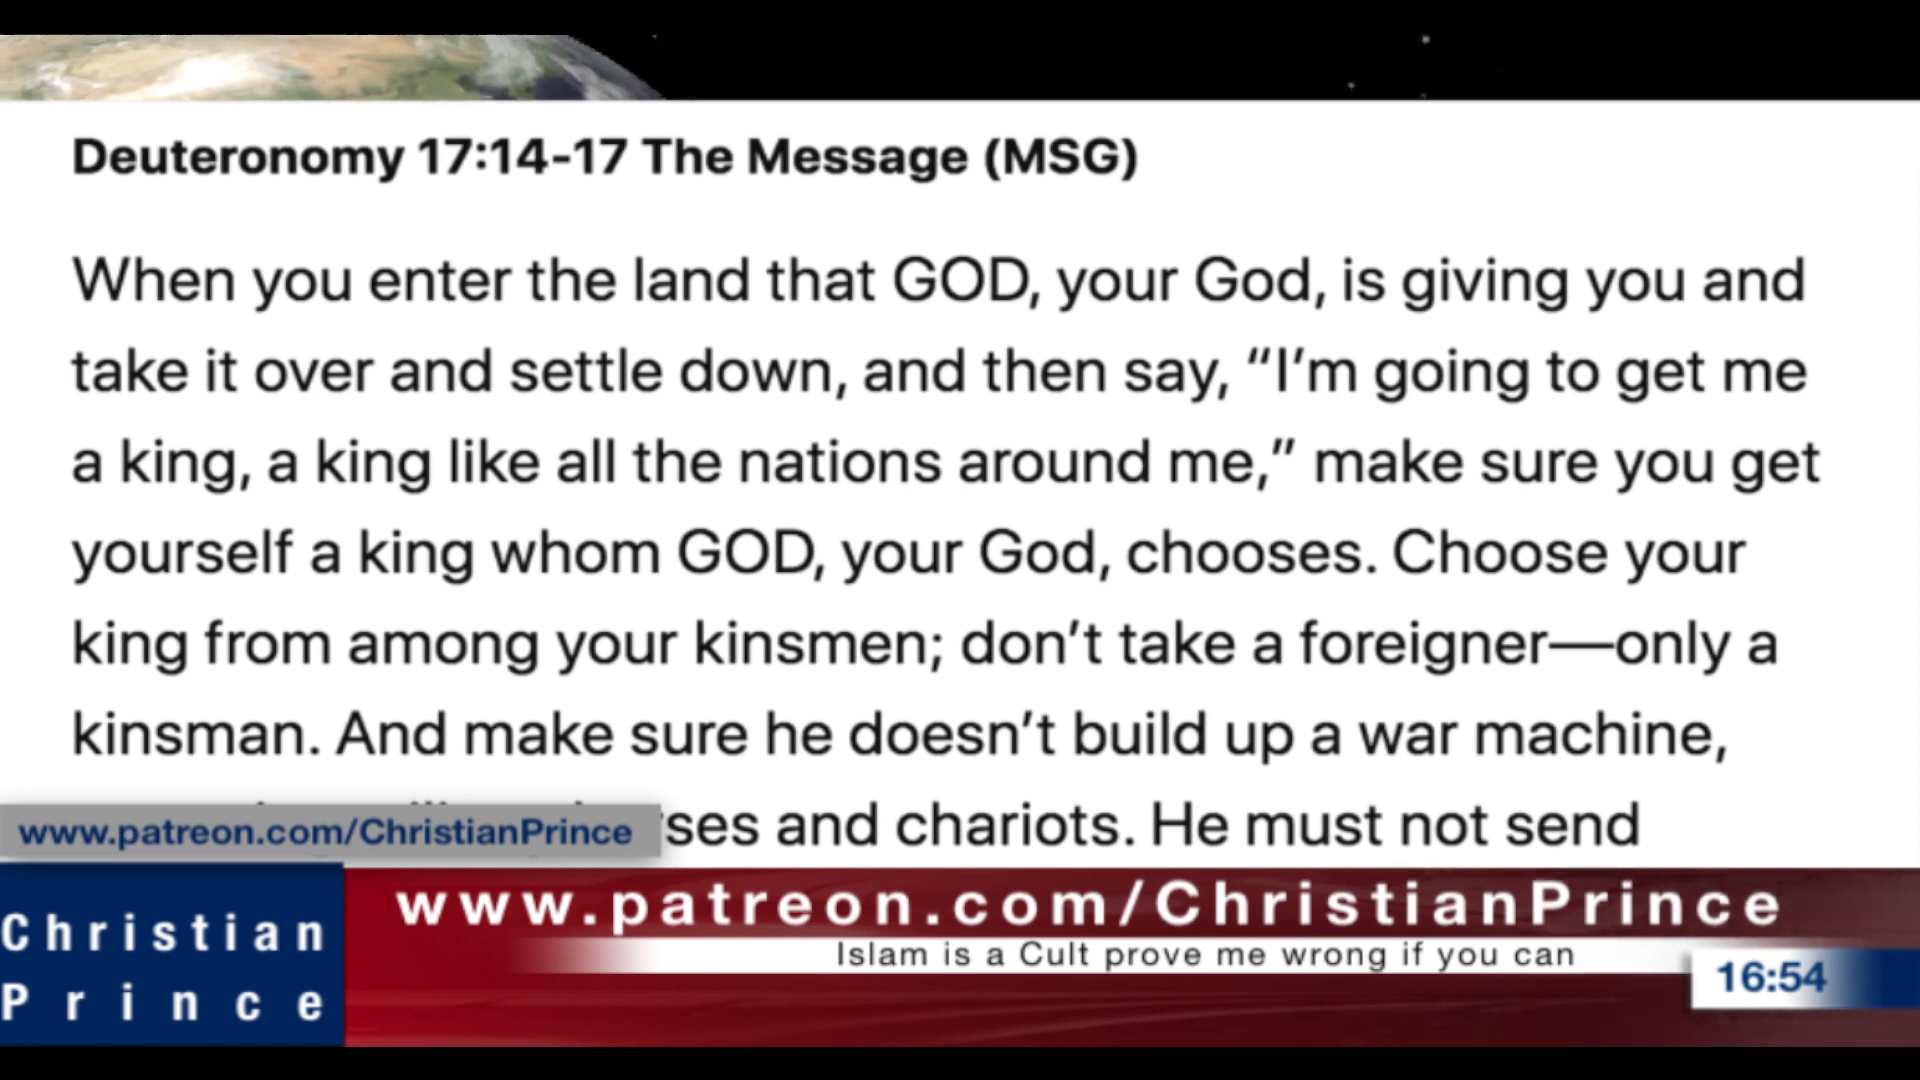 Deuteronomy 17:14-17 The Message (MSG)
When you enter the land that GOD, your God, is giving you and
take it over and settle down, and then say, “I’m going to get me
a king, a king like all the nations around me,” make sure you get
yourself a king whom GOD, your God, chooses. Choose your
king from among your kinsmen; don’t take a foreigner—only a
kinsman. And make sure he doesn’t build up a war machine,
and chariots. He must not send
www.patreon.com/ChristianPrince
www.patreon.com/ChristianPrince
Islam is a Cult prove me wrong if you can
Christian
Prince
16:54